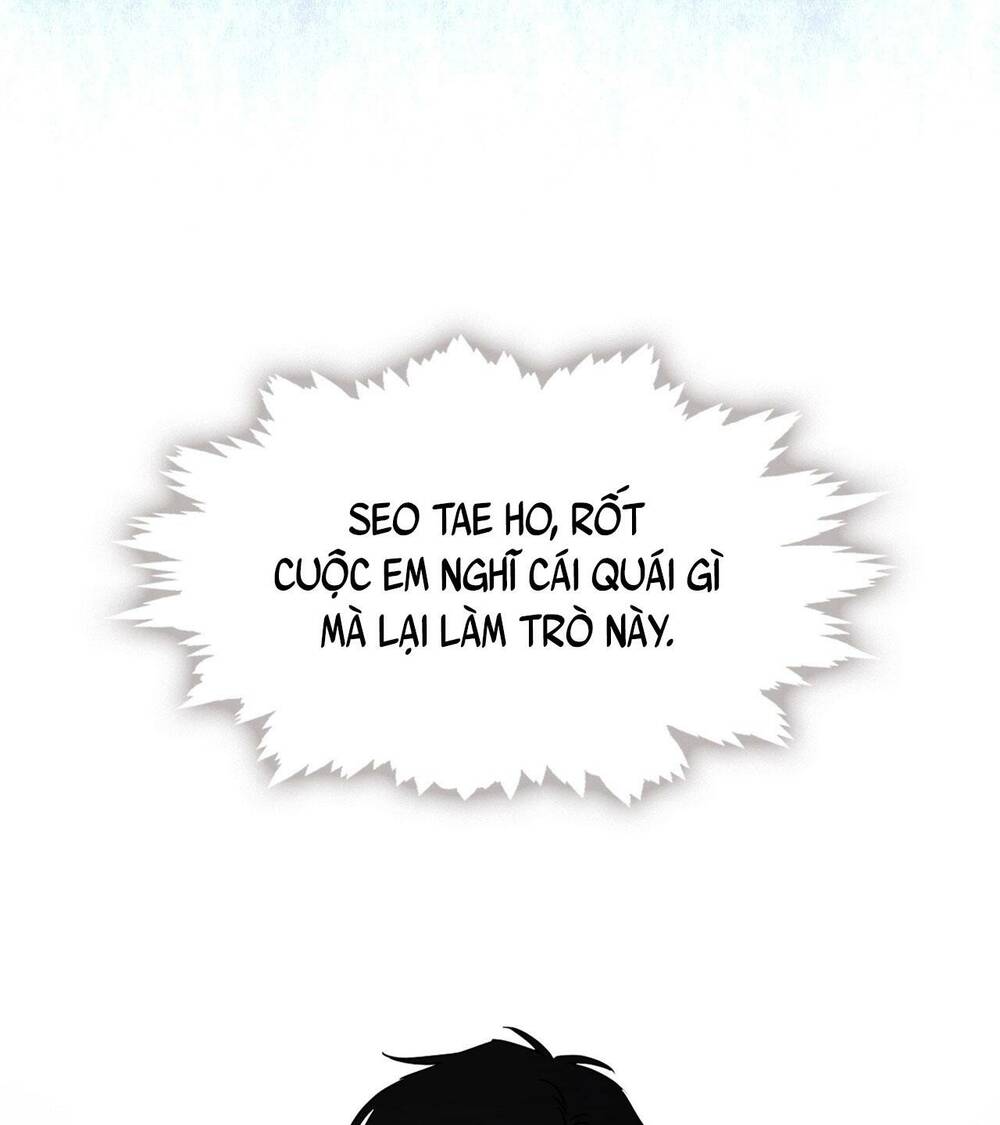 SEO TAE HO, RỐT
CUỘC EM NGHĨ CÁI QUÁI GÌ
MÀ LẠI LÀM TRÒ NÀY.